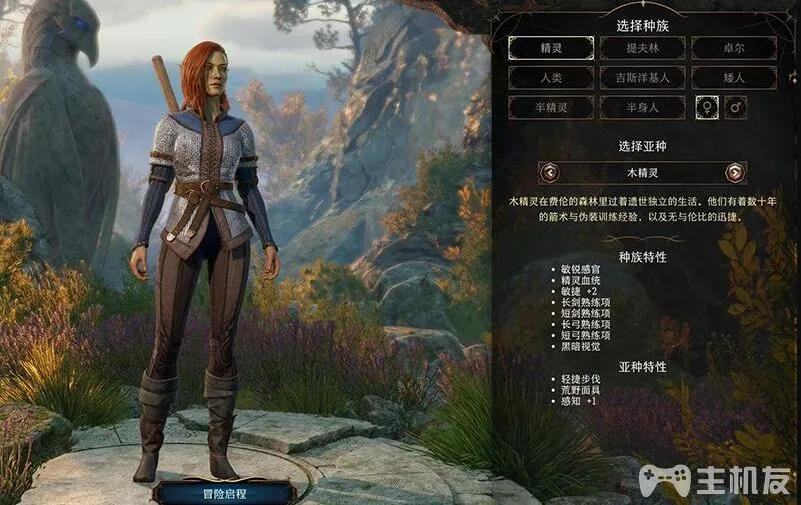 选择种族
精灵 提夫林 卓尔
人类 吉斯洋基人 矮人
半精灵 半身人
选择亚种
木精灵
木精灵在费伦的森林里过着遗世独立的生活。他们有着数十年
的箭术与伪装训练经验，以及无与伦比的迅捷。
种族特性
• 敏锐感官
• 精灵血统
• 敏捷 +2
• 长剑熟练项
• 短剑熟练项
• 长弓熟练项
• 短弓熟练项
• 黑暗视觉
亚种特性
• 轻捷步伐
• 荒野面具
• 感知 +1
冒险启程
主机友